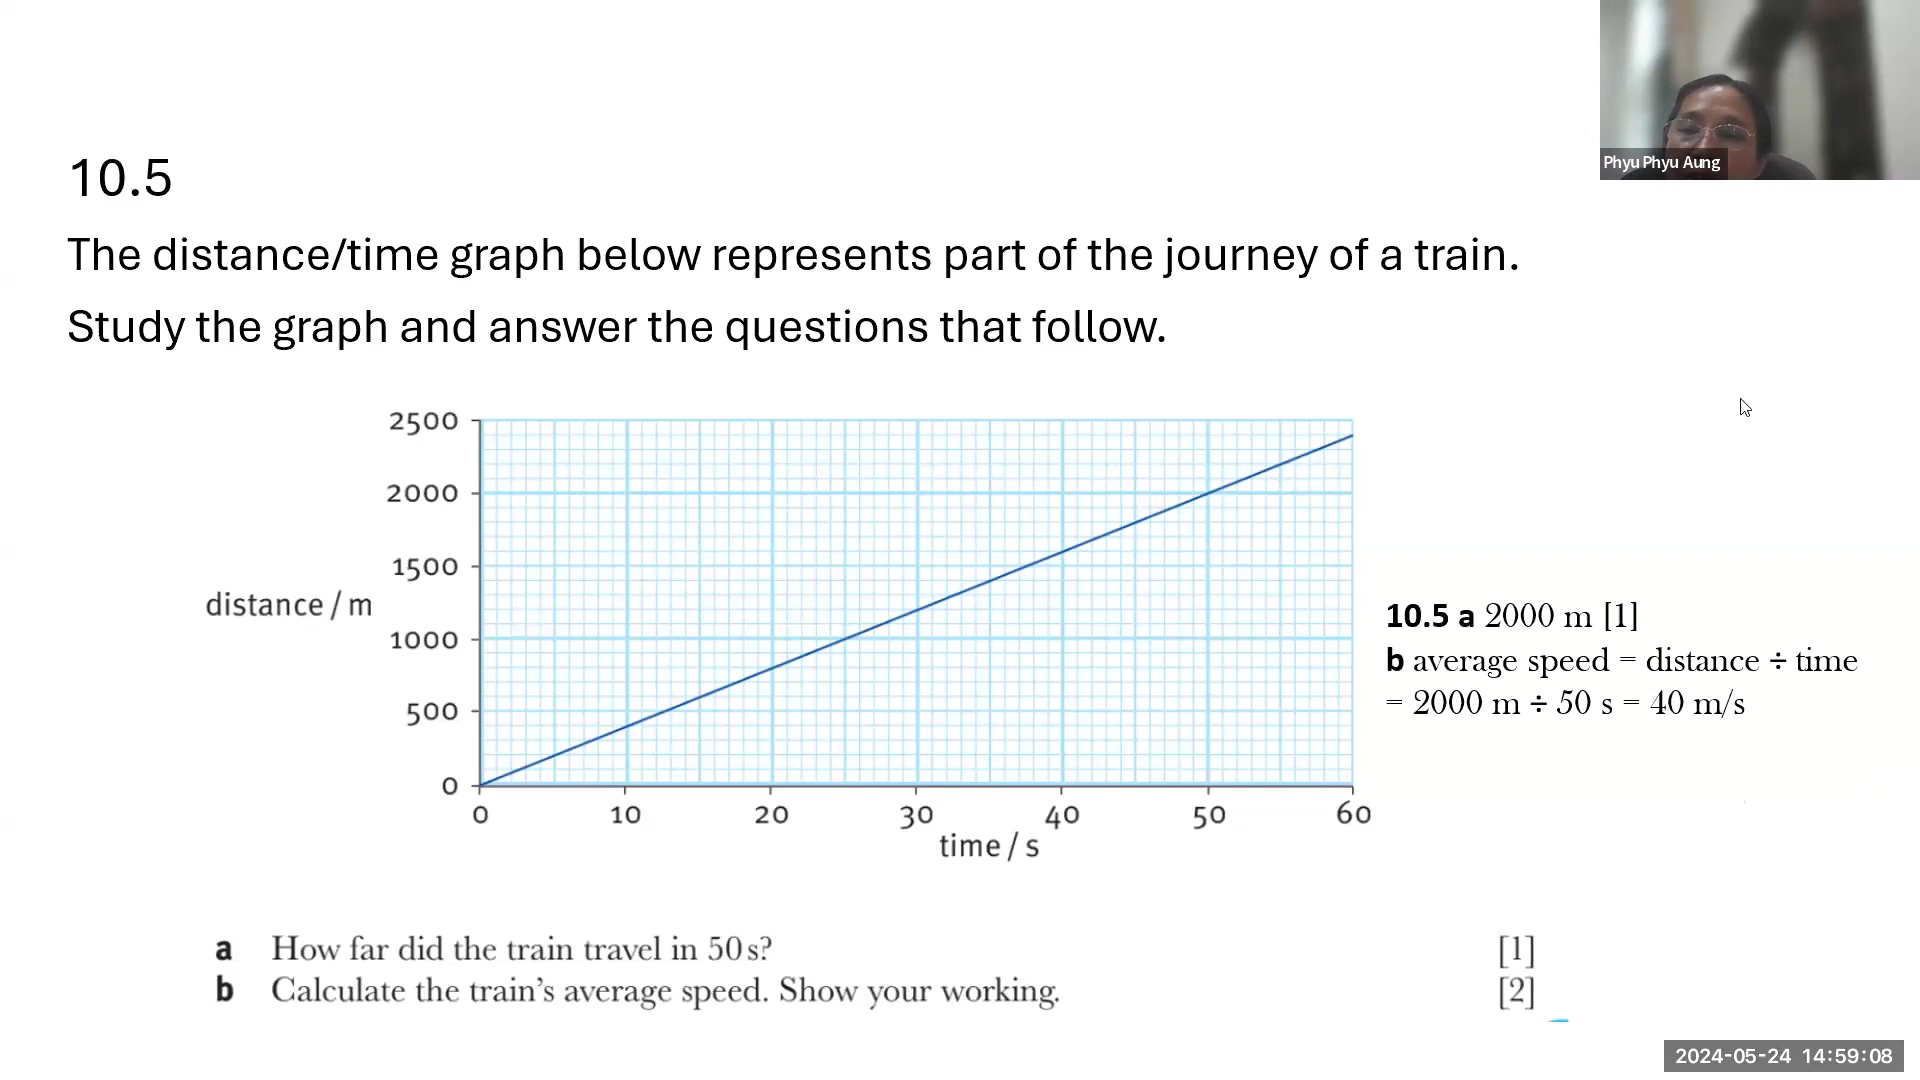 Phyu Phyu Aung
10.5
The distance/time graph below represents part of the journey of a train.
Study the graph and answer the questions that follow.
2500
2000
1500
distance / m
1000
500
0
0 10 20 30 40 50 60
time / s
10.5 a 2000 m [1]
b average speed = distance ÷ time
= 2000 m ÷ 50 s = 40 m/s
a How far did the train travel in 50 s? [1]
b Calculate the train’s average speed. Show your working. [2]
2024-05-24 14:59:08